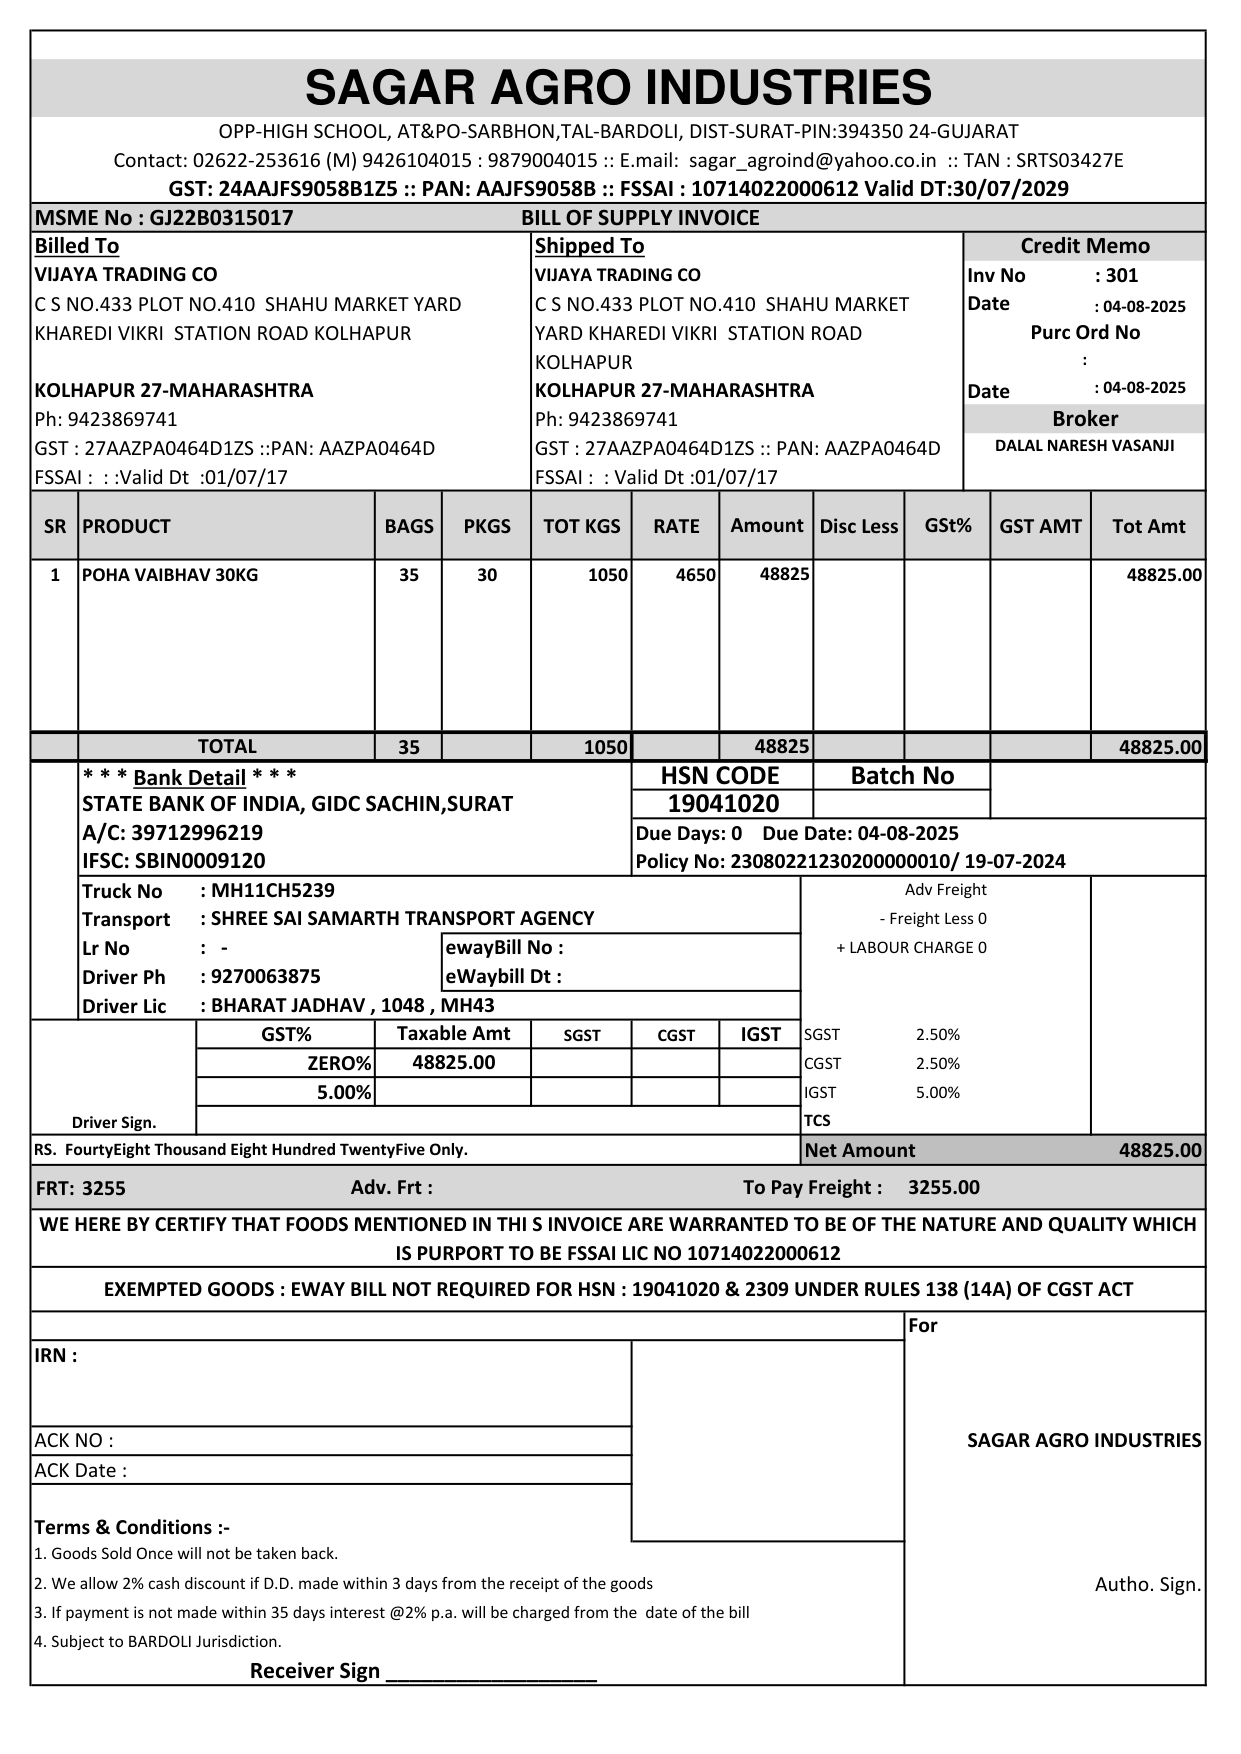 SAGAR AGRO INDUSTRIES
OPP-HIGH SCHOOL, AT&PO-SARBHON,TAL-BARDOLI, DIST-SURAT-PIN:394350 24-GUJARAT
Contact: 02622-253616 (M) 9426104015 : 9879004015 :: E.mail: sagar_agroind@yahoo.co.in :: TAN : SRTS03427E
GST: 24AAJFS9058B1Z5 :: PAN: AAJFS9058B :: FSSAI : 10714022000612 Valid DT:30/07/2029
MSME No : GJ22B0315017 BILL OF SUPPLY INVOICE
Billed To
VIJAYA TRADING CO
C S NO.433 PLOT NO.410 SHAHU MARKET YARD
KHAREDI VIKRI STATION ROAD KOLHAPUR
KOLHAPUR 27-MAHARASHTRA
Ph: 9423869741
GST : 27AAZPA0464D1ZS ::PAN: AAZPA0464D
FSSAI : : :Valid Dt :01/07/17
Shipped To
VIJAYA TRADING CO
C S NO.433 PLOT NO.410 SHAHU MARKET
YARD KHAREDI VIKRI STATION ROAD
KOLHAPUR
KOLHAPUR 27-MAHARASHTRA
Ph: 9423869741
GST : 27AAZPA0464D1ZS :: PAN: AAZPA0464D
FSSAI : : Valid Dt :01/07/17
Credit Memo
Inv No : 301
Date : 04-08-2025
Purc Ord No
:
Date : 04-08-2025
Broker
DALAL NARESH VASANJI
SR PRODUCT BAGS PKGS TOT KGS RATE Amount Disc Less GSt% GST AMT Tot Amt
1 POHA VAIBHAV 30KG 35 30 1050 4650 48825 48825.00
TOTAL 35 1050 48825 48825.00
* * * Bank Detail * * *
STATE BANK OF INDIA, GIDC SACHIN,SURAT
A/C: 39712996219
IFSC: SBIN0009120
HSN CODE Batch No
19041020
Due Days: 0 Due Date: 04-08-2025
Policy No: 23080221230200000010/ 19-07-2024
Truck No : MH11CH5239
Transport : SHREE SAI SAMARTH TRANSPORT AGENCY
Lr No : - ewayBill No :
Driver Ph : 9270063875 eWaybill Dt :
Driver Lic : BHARAT JADHAV , 1048 , MH43
Adv Freight
- Freight Less 0
+ LABOUR CHARGE 0
GST% Taxable Amt SGST CGST IGST
ZERO% 48825.00
5.00%
Driver Sign.
SGST 2.50%
CGST 2.50%
IGST 5.00%
TCS
RS. FourtyEight Thousand Eight Hundred TwentyFive Only. Net Amount 48825.00
FRT: 3255 Adv. Frt : To Pay Freight : 3255.00
WE HERE BY CERTIFY THAT FOODS MENTIONED IN THI S INVOICE ARE WARRANTED TO BE OF THE NATURE AND QUALITY WHICH
IS PURPORT TO BE FSSAI LIC NO 10714022000612
EXEMPTED GOODS : EWAY BILL NOT REQUIRED FOR HSN : 19041020 & 2309 UNDER RULES 138 (14A) OF CGST ACT
For
IRN :
ACK NO : SAGAR AGRO INDUSTRIES
ACK Date :
Terms & Conditions :-
1. Goods Sold Once will not be taken back.
2. We allow 2% cash discount if D.D. made within 3 days from the receipt of the goods
Autho. Sign.
3. If payment is not made within 35 days interest @2% p.a. will be charged from the date of the bill
4. Subject to BARDOLI Jurisdiction.
Receiver Sign ___________________